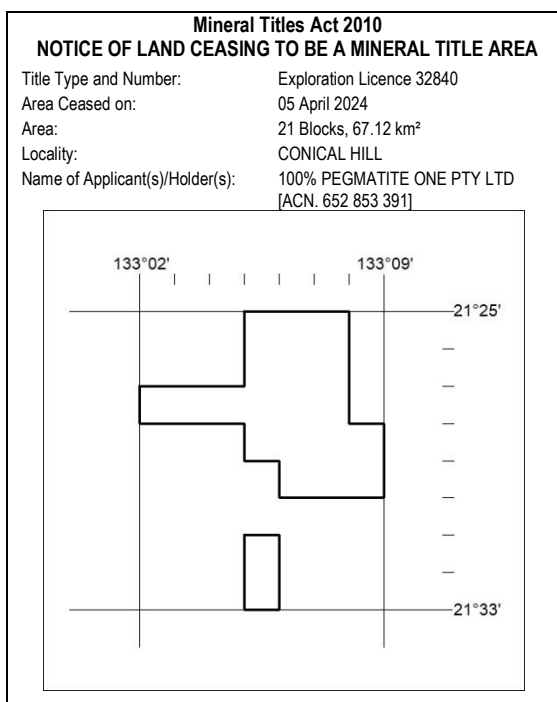 Mineral Titles Act 2010
NOTICE OF LAND CEASING TO BE A MINERAL TITLE AREA
Title Type and Number: Exploration Licence 32840
Area Ceased on: 05 April 2024
Area: 21 Blocks, 67.12 km²
Locality: CONICAL HILL
Name of Applicant(s)/Holder(s): 100% PEGMATITE ONE PTY LTD
[ACN. 652 853 391]
133°02' 133°09'
21°25'
21°33'